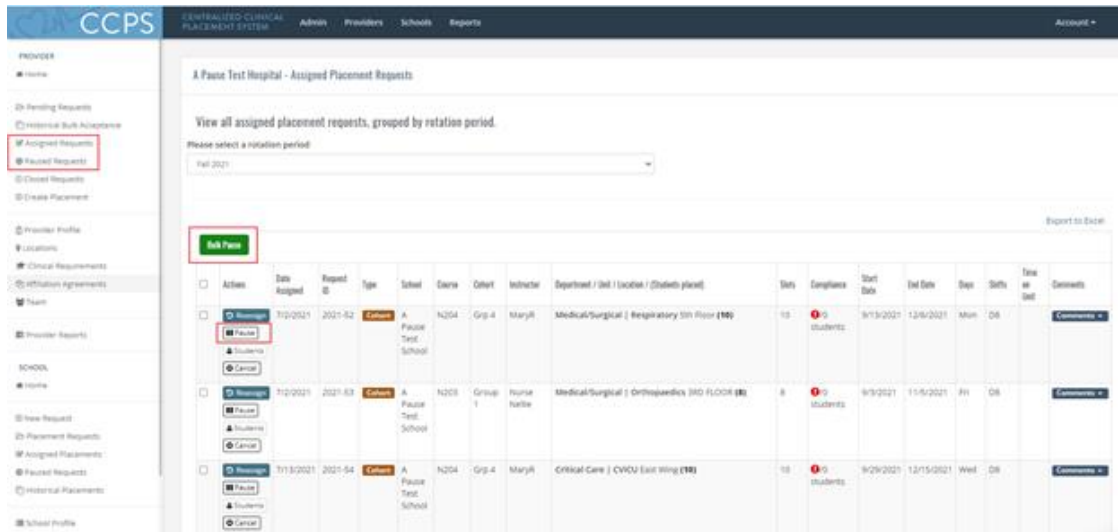 CCPS
CENTRALIZED CLINICAL
PLACEMENT SYSTEM
Admin Providers Schools Reports
Account
PROVIDER
Home
Pending Requests
Historical Bulk Acceptance
Assigned Requests
Paused Requests
Closed Requests
Create Placement
Provider Profile
Locations
Clinical Requirements
Affiliation Agreements
Team
Provider Reports
SCHOOL
Home
New Request
Placement Requests
Assigned Placements
Paused Requests
Historical Placements
School Profile
A Pause Test Hospital - Assigned Placement Requests
View all assigned placement requests, grouped by rotation period.
Please select a rotation period
Fall 2021
Export to Excel
Bulk Pause
Actions Date Assigned Request ID Type School Course Cohort Instructor Department / Unit / Location / (Students placed) Slots Compliance Start Date End Date Days Shifts Time on Unit Comments
Reassign 7/2/2021 2021-52 Cohort A Pause Test School N204 Grp 4 MaryR Medical/Surgical | Respiratory 5th Floor (10) 10 0 students 9/13/2021 12/6/2021 Mon D8 Comments
Pause
Students
Cancel
Reassign 7/2/2021 2021-53 Cohort A Pause Test School N203 Group 1 Nurse Nellie Medical/Surgical | Orthopaedics 3RD FLOOR (8) 8 0 students 9/3/2021 11/5/2021 Fri D8 Comments
Pause
Students
Cancel
Reassign 7/13/2021 2021-54 Cohort A Pause Test School N204 Grp 4 MaryR Critical Care | CVICU East Wing (10) 10 0 students 9/29/2021 12/15/2021 Wed D8 Comments
Pause
Students
Cancel